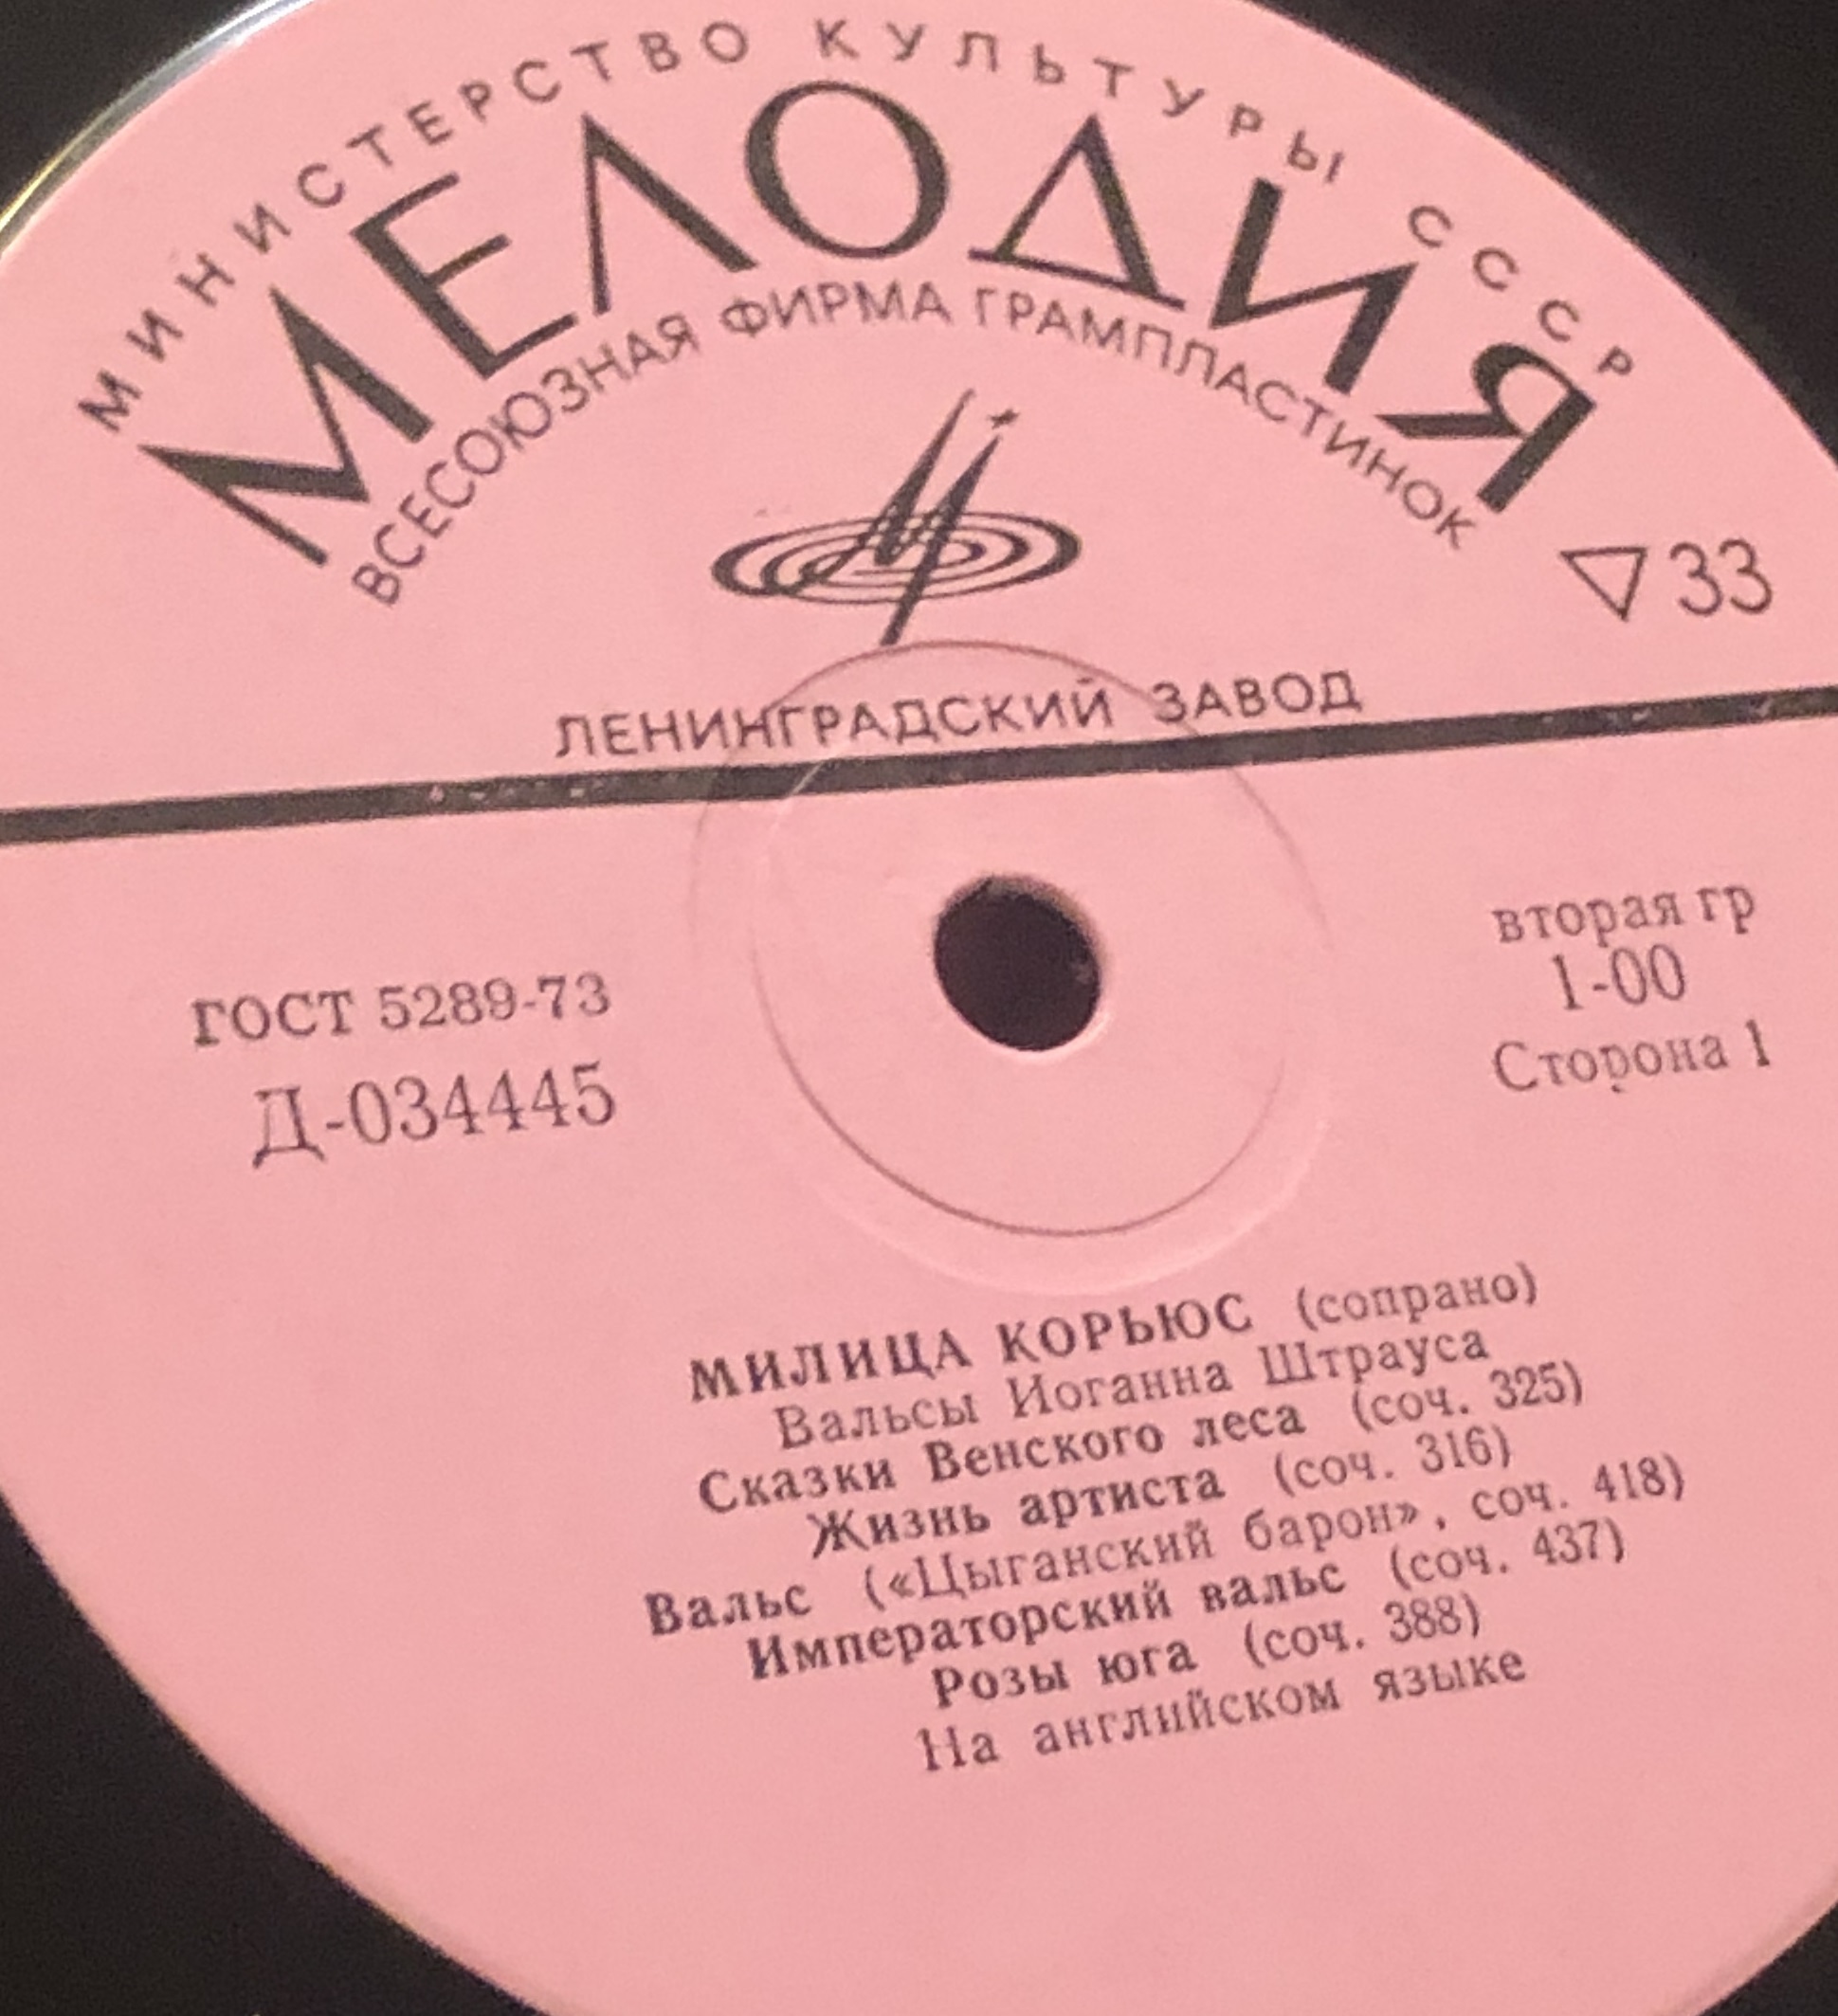 МИНИСТЕРСТВО КУЛЬТУРЫ СССР
МЕЛОДИЯ
ВСЕСОЮЗНАЯ ФИРМА ГРАМПЛАСТИНОК
▽33
ЛЕНИНГРАДСКИЙ ЗАВОД
ГОСТ 5289-73
Д-034445
вторая гр
1-00
Сторона 1
МИЛИЦА КОРЬЮС (сопрано)
Вальсы Иоганна Штрауса
Сказки Венского леса (соч. 325)
Жизнь артиста (соч. 316)
Вальс («Цыганский барон», соч. 418)
Императорский вальс (соч. 437)
Розы юга (соч. 388)
На английском языке